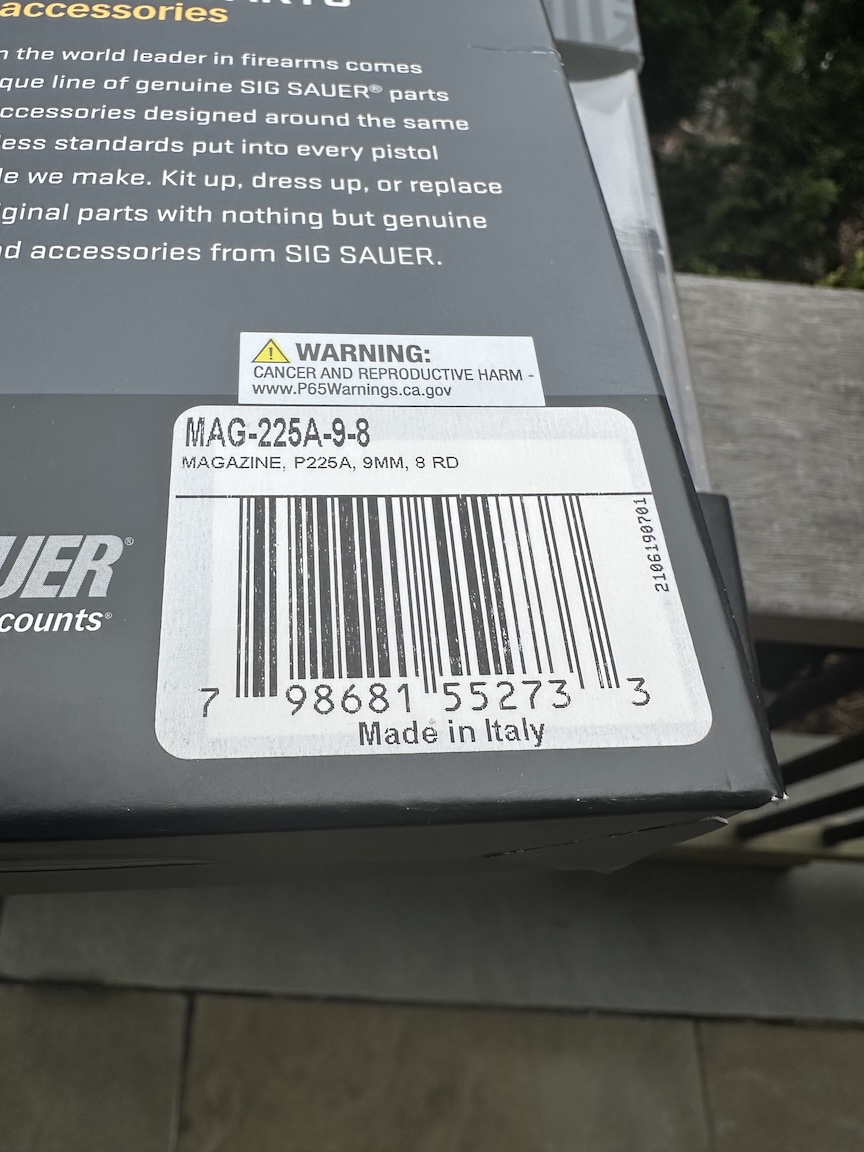 accessories
the world leader in firearms comes
que line of genuine SIG SAUER® parts
ccessories designed around the same
less standards put into every pistol
le we make. Kit up, dress up, or replace
ginal parts with nothing but genuine
d accessories from SIG SAUER.
WARNING:
CANCER AND REPRODUCTIVE HARM -
www.P65Warnings.ca.gov
MAG-225A-9-8
MAGAZINE, P225A, 9MM, 8 RD
2106190701
7 98681 55273 3
Made in Italy
UER®
counts®